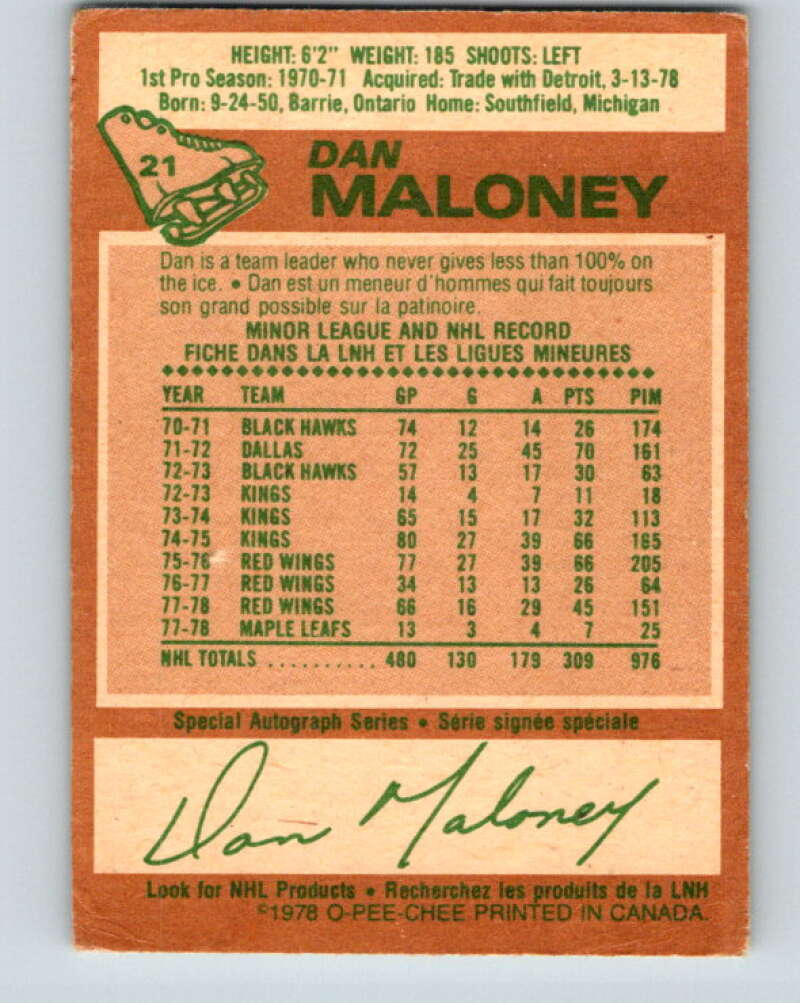 HEIGHT: 6'2" WEIGHT: 185 SHOOTS: LEFT
1st Pro Season: 1970-71 Acquired: Trade with Detroit, 3-13-78
Born: 9-24-50, Barrie, Ontario Home: Southfield, Michigan
21
DAN
MALONEY
Dan is a team leader who never gives less than 100% on
the ice. • Dan est un meneur d'hommes qui fait toujours
son grand possible sur la patinoire.
MINOR LEAGUE AND NHL RECORD
FICHE DANS LA LNH ET LES LIGUES MINEURES
YEAR TEAM GP G A PTS PIM
70-71 BLACK HAWKS 74 12 14 26 174
71-72 DALLAS 72 25 45 70 161
72-73 BLACK HAWKS 57 13 17 30 63
72-73 KINGS 14 4 7 11 18
73-74 KINGS 65 15 17 32 113
74-75 KINGS 80 27 39 66 165
75-76 RED WINGS 77 27 39 66 205
76-77 RED WINGS 34 13 13 26 64
77-78 RED WINGS 66 16 29 45 151
77-78 MAPLE LEAFS 13 3 4 7 25
NHL TOTALS .......... 480 130 179 309 976
Special Autograph Series • Série signée spéciale
Dan Maloney
Look for NHL Products • Recherchez les produits de la LNH
©1978 O-PEE-CHEE PRINTED IN CANADA.